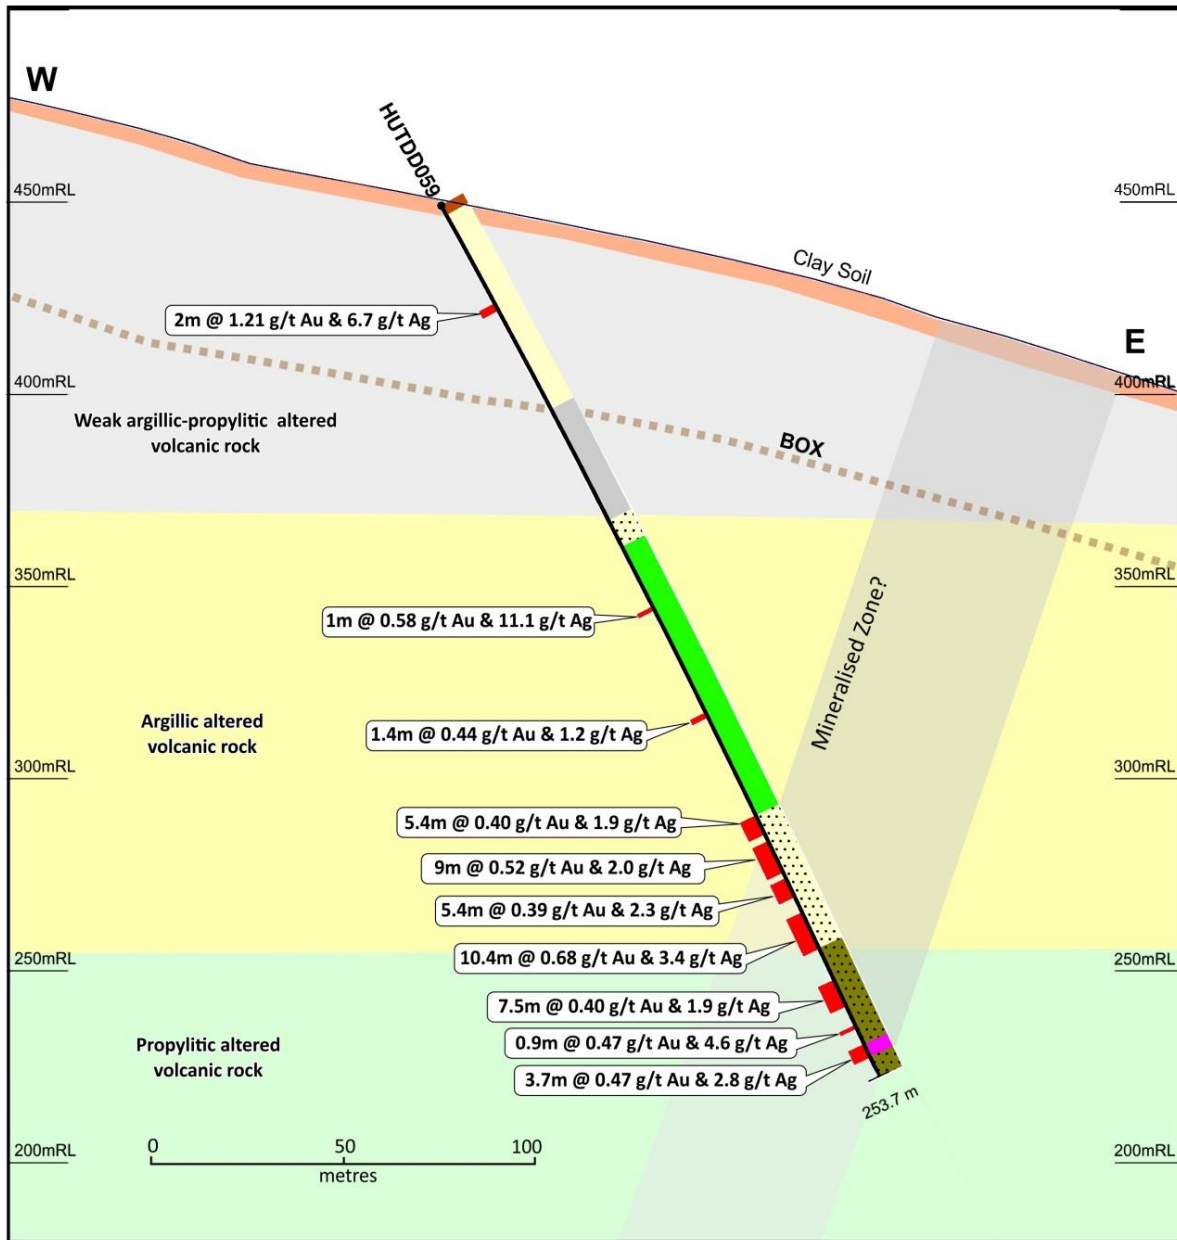 W
HUTDD059
450mRL
450mRL
Clay Soil
2m @ 1.21 g/t Au & 6.7 g/t Ag
E
400mRL
400mRL
Weak argillic-propylitic altered
volcanic rock
BOX
350mRL
350mRL
1m @ 0.58 g/t Au & 11.1 g/t Ag
Mineralised Zone?
Argillic altered
volcanic rock
1.4m @ 0.44 g/t Au & 1.2 g/t Ag
300mRL
300mRL
5.4m @ 0.40 g/t Au & 1.9 g/t Ag
9m @ 0.52 g/t Au & 2.0 g/t Ag
5.4m @ 0.39 g/t Au & 2.3 g/t Ag
10.4m @ 0.68 g/t Au & 3.4 g/t Ag
250mRL
250mRL
7.5m @ 0.40 g/t Au & 1.9 g/t Ag
Propylitic altered
volcanic rock
0.9m @ 0.47 g/t Au & 4.6 g/t Ag
3.7m @ 0.47 g/t Au & 2.8 g/t Ag
253.7 m
200mRL
200mRL
0 50 100
metres